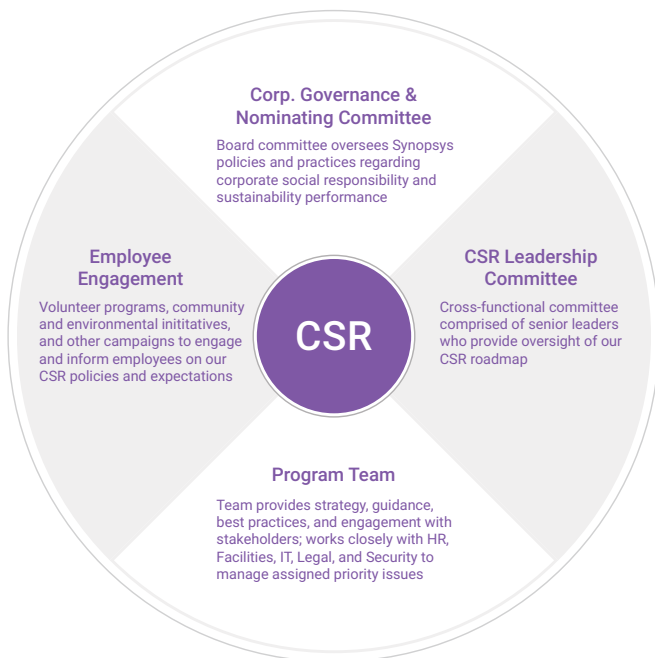 Corp. Governance &
Nominating Committee
Board committee oversees Synopsys
policies and practices regarding
corporate social responsibility and
sustainability performance
Employee
Engagement
Volunteer programs, community
and environmental inititatives,
and other campaigns to engage
and inform employees on our
CSR policies and expectations
CSR
CSR Leadership
Committee
Cross-functional committee
comprised of senior leaders
who provide oversight of our
CSR roadmap
Program Team
Team provides strategy, guidance,
best practices, and engagement with
stakeholders; works closely with HR,
Facilities, IT, Legal, and Security to
manage assigned priority issues